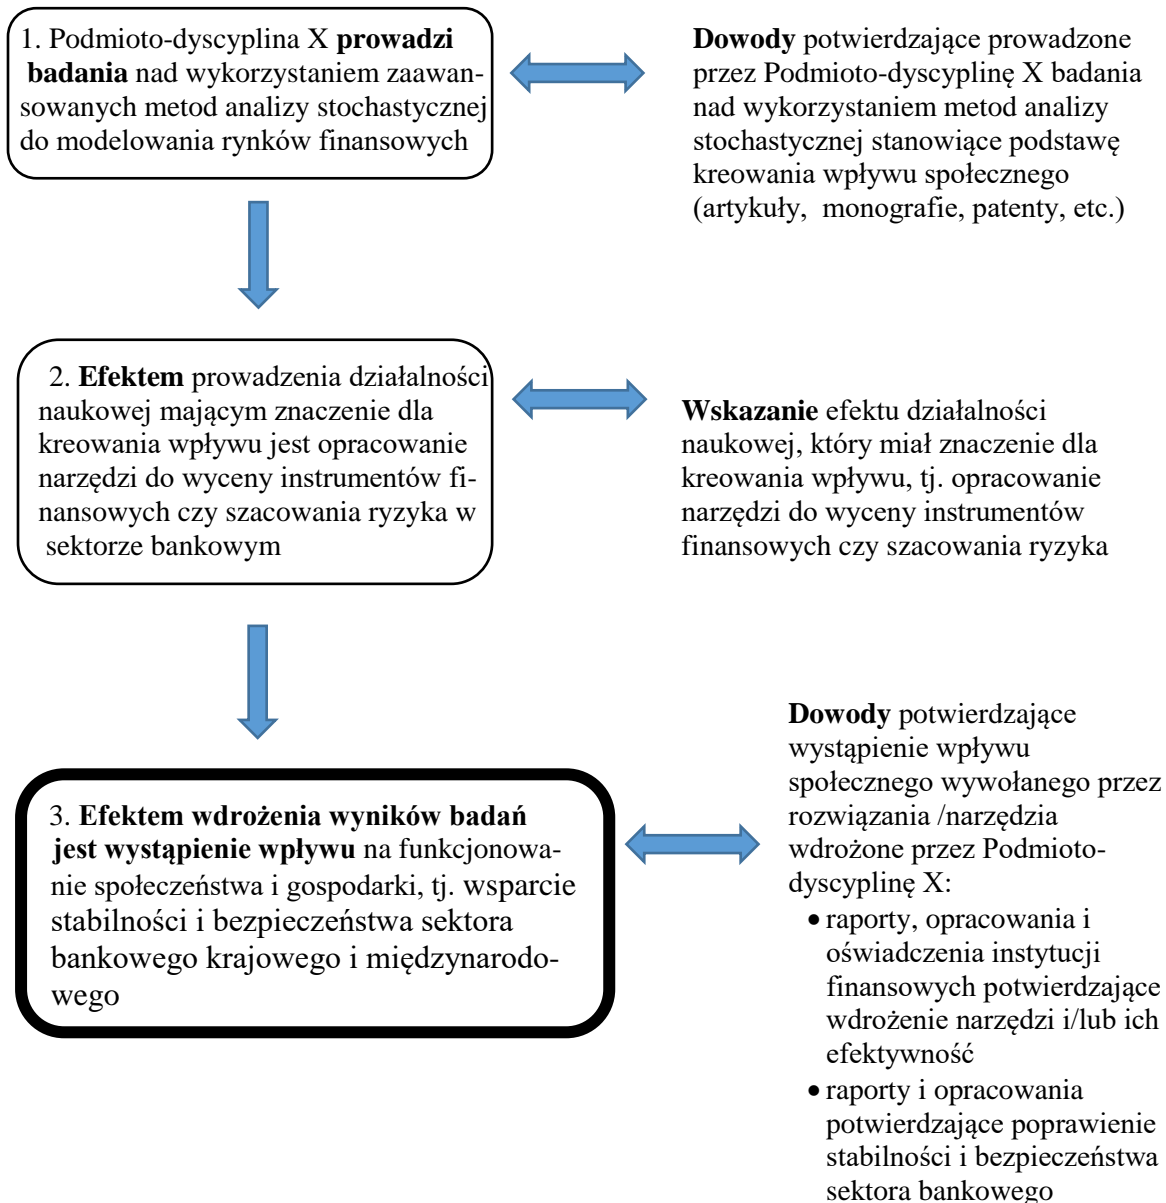 1. Podmioto-dyscyplina X prowadzi
badania nad wykorzystaniem zaawan-
sowanych metod analizy stochastycznej
do modelowania rynków finansowych
Dowody potwierdzające prowadzone
przez Podmioto-dyscyplinę X badania
nad wykorzystaniem metod analizy
stochastycznej stanowiące podstawę
kreowania wpływu społecznego
(artykuły, monografie, patenty, etc.)
2. Efektem prowadzenia działalności
naukowej mającym znaczenie dla
kreowania wpływu jest opracowanie
narzędzi do wyceny instrumentów fi-
nansowych czy szacowania ryzyka w
sektorze bankowym
Wskazanie efektu działalności
naukowej, który miał znaczenie dla
kreowania wpływu, tj. opracowanie
narzędzi do wyceny instrumentów
finansowych czy szacowania ryzyka
3. Efektem wdrożenia wyników badań
jest wystąpienie wpływu na funkcjonowa-
nie społeczeństwa i gospodarki, tj. wsparcie
stabilności i bezpieczeństwa sektora
bankowego krajowego i międzynarodo-
wego
Dowody potwierdzające
wystąpienie wpływu
społecznego wywołanego przez
rozwiązania /narzędzia
wdrożone przez Podmioto-
dyscyplinę X:
• raporty, opracowania i
oświadczenia instytucji
finansowych potwierdzające
wdrożenie narzędzi i/lub ich
efektywność
• raporty i opracowania
potwierdzające poprawienie
stabilności i bezpieczeństwa
sektora bankowego